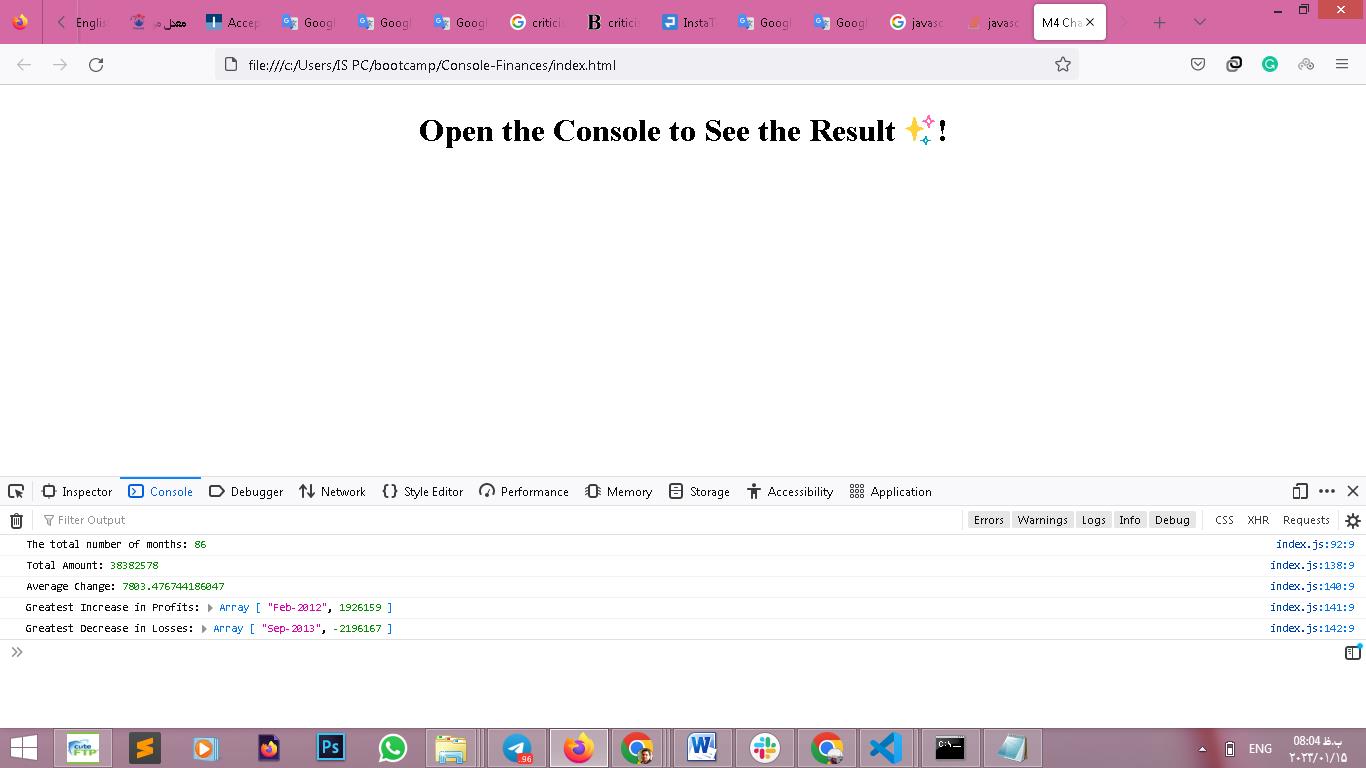 Englis
معدل
Accep
Googl
Googl
Googl
criticis
criticis
InstaT
Googl
Googl
javasc
javasc
M4 Cha
file:///c:/Users/IS PC/bootcamp/Console-Finances/index.html
Open the Console to See the Result ✨!
Inspector Console Debugger Network Style Editor Performance Memory Storage Accessibility Application
Filter Output Errors Warnings Logs Info Debug CSS XHR Requests
The total number of months: 86 index.js:92:9
Total Amount: 38382578 index.js:138:9
Average Change: 7803.476744186047 index.js:140:9
Greatest Increase in Profits: ▶ Array [ "Feb-2012", 1926159 ] index.js:141:9
Greatest Decrease in Losses: ▶ Array [ "Sep-2013", -2196167 ] index.js:142:9
cute FTP
Ps
.96
W
C:\_
ENG
08:04 ب.ظ
۲۰۲۳/۰۱/۱۵